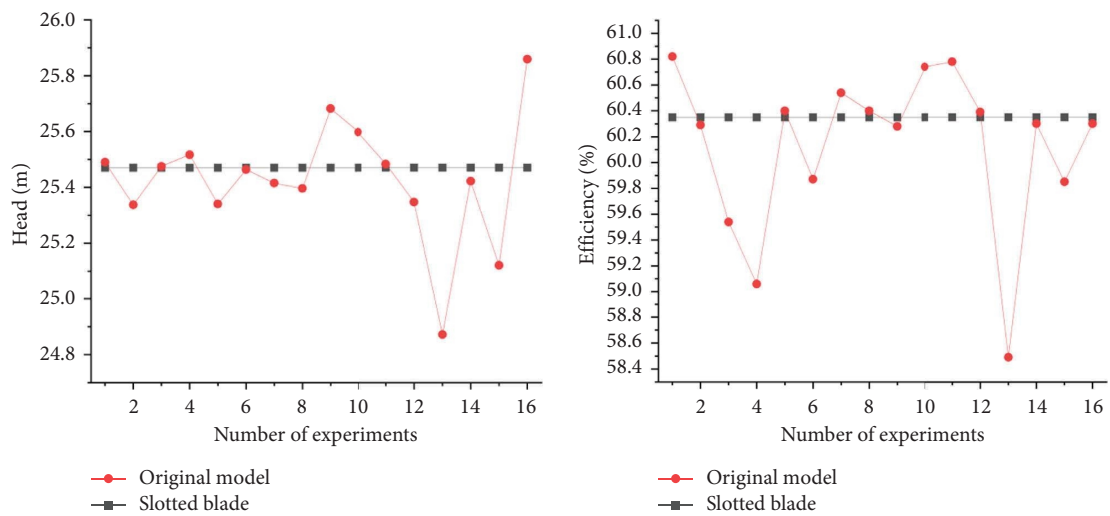 26.0
25.8
25.6
25.4
25.2
25.0
24.8
Head (m)
2 4 6 8 10 12 14 16
Number of experiments
Original model
Slotted blade
61.0
60.8
60.6
60.4
60.2
60.0
59.8
59.6
59.4
59.2
59.0
58.8
58.6
58.4
Efficiency (%)
2 4 6 8 10 12 14 16
Number of experiments
Original model
Slotted blade